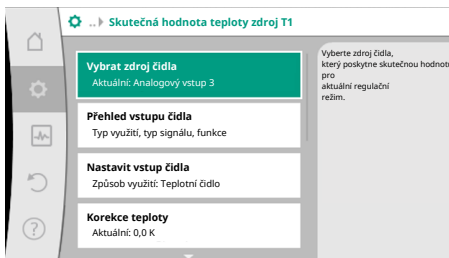 ..▸ Skutečná hodnota teploty zdroj T1
Vybrat zdroj čidla
Aktuální: Analogový vstup 3
Přehled vstupu čidla
Typ využití, typ signálu, funkce
Nastavit vstup čidla
Způsob využití: Teplotní čidlo
Korekce teploty
Aktuální: 0,0 K
Vyberte zdroj čidla,
který poskytne skutečnou hodnotu
pro
aktuální regulační
režim.